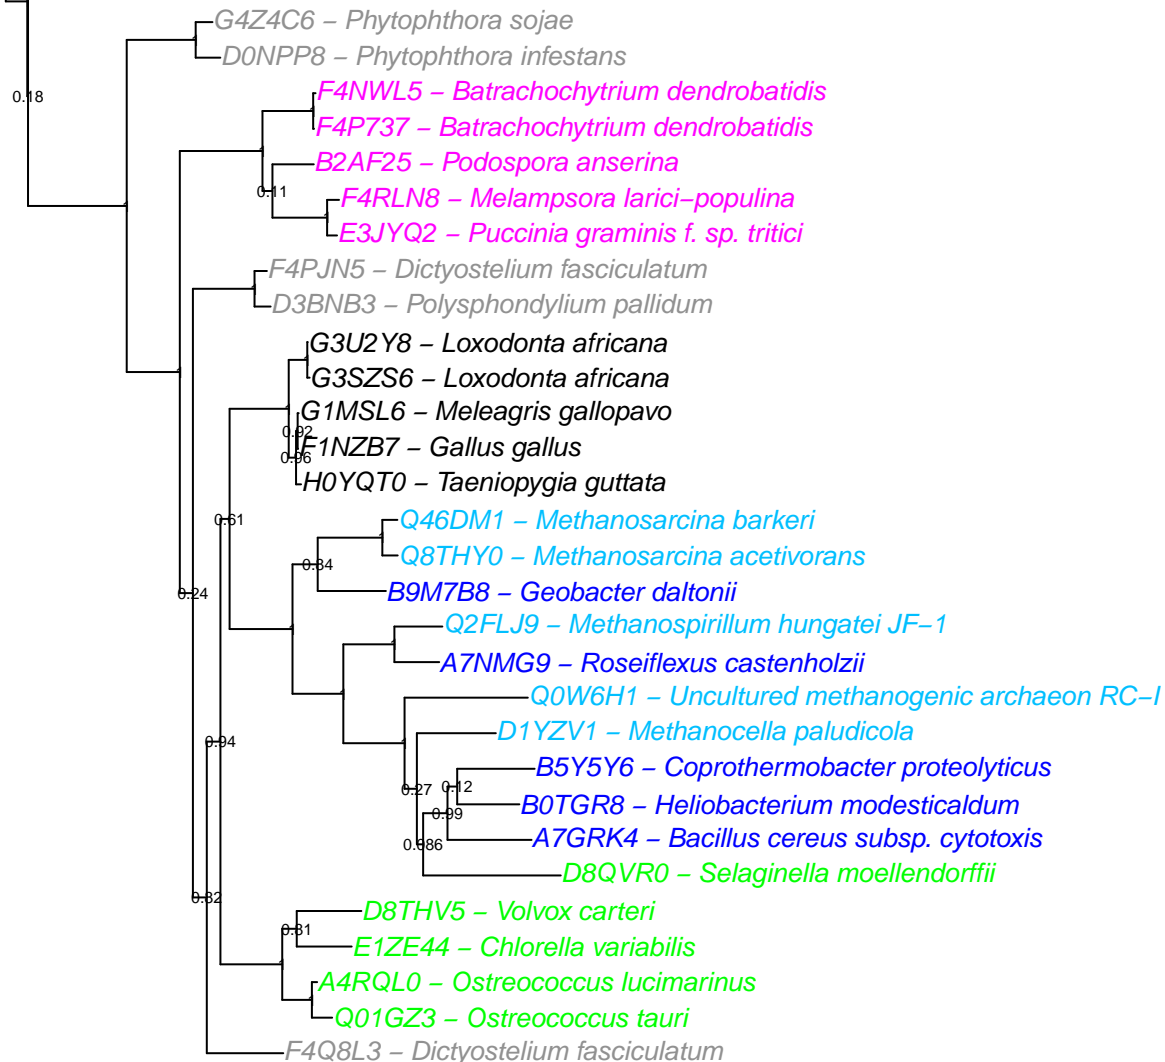 G4Z4C6 – Phytophthora sojae
D0NPP8 – Phytophthora infestans
0.18
F4NWL5 – Batrachochytrium dendrobatidis
F4P737 – Batrachochytrium dendrobatidis
B2AF25 – Podospora anserina
0.11
F4RLN8 – Melampsora larici–populina
E3JYQ2 – Puccinia graminis f. sp. tritici
F4PJN5 – Dictyostelium fasciculatum
D3BNB3 – Polysphondylium pallidum
G3U2Y8 – Loxodonta africana
G3SZS6 – Loxodonta africana
G1MSL6 – Meleagris gallopavo
0.92
F1NZB7 – Gallus gallus
0.96
H0YQT0 – Taeniopygia guttata
0.61
Q46DM1 – Methanosarcina barkeri
Q8THY0 – Methanosarcina acetivorans
0.84
0.24
B9M7B8 – Geobacter daltonii
Q2FLJ9 – Methanospirillum hungatei JF–1
A7NMG9 – Roseiflexus castenholzii
Q0W6H1 – Uncultured methanogenic archaeon RC–I
D1YZV1 – Methanocella paludicola
0.94
B5Y5Y6 – Coprothermobacter proteolyticus
0.27
0.12
B0TGR8 – Heliobacterium modesticaldum
0.99
A7GRK4 – Bacillus cereus subsp. cytotoxis
0.086
D8QVR0 – Selaginella moellendorffii
0.32
D8THV5 – Volvox carteri
0.81
E1ZE44 – Chlorella variabilis
A4RQL0 – Ostreococcus lucimarinus
Q01GZ3 – Ostreococcus tauri
F4Q8L3 – Dictyostelium fasciculatum